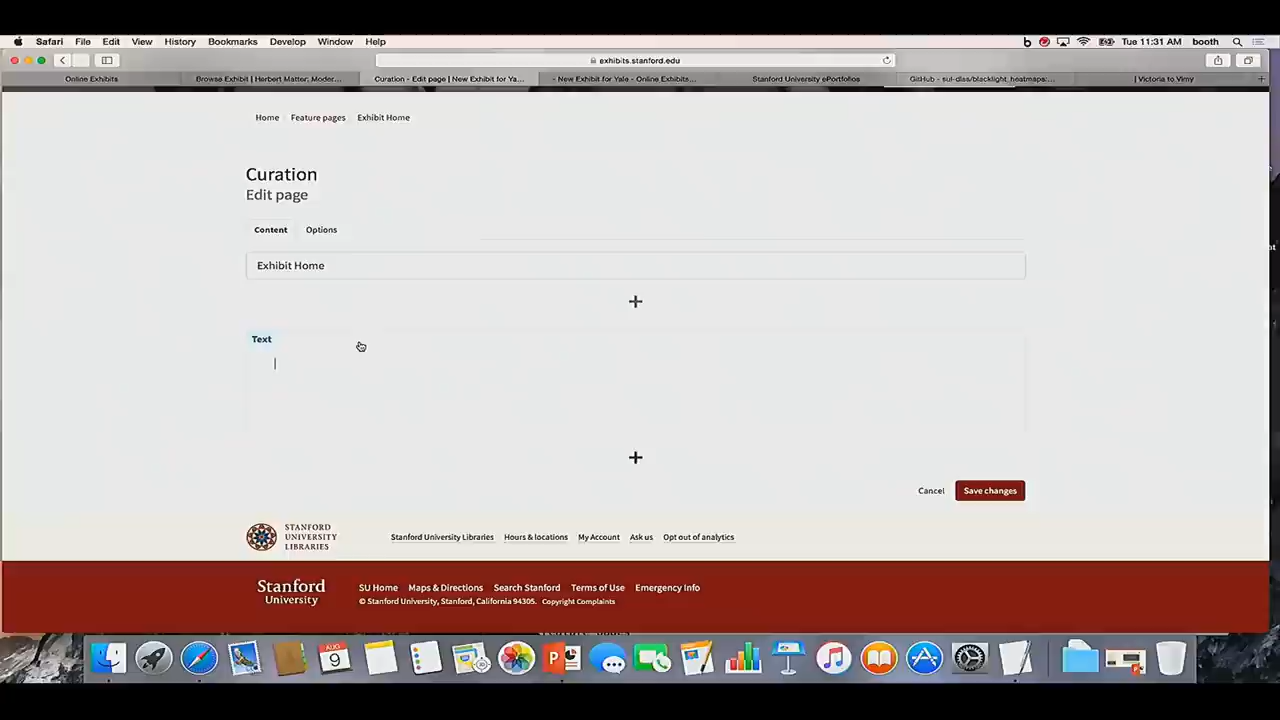 Safari File Edit View History Bookmarks Develop Window Help Tue 11:31 AM booth
exhibits.stanford.edu
Online Exhibits Browse Exhibit | Herbert Matter, Moder... Curation - Edit page | New Exhibit for Ya... - New Exhibit for Yale - Online Exhibits... Stanford University ePortfolios GitHub - sul-dlss/blacklight_heatmaps:... | Victoria to Vimy
Home Feature pages Exhibit Home
Curation
Edit page
Content Options
Exhibit Home
Text
Cancel Save changes
STANFORD
UNIVERSITY
LIBRARIES
Stanford University Libraries Hours & locations My Account Ask us Opt out of analytics
Stanford
University
SU Home Maps & Directions Search Stanford Terms of Use Emergency Info
© Stanford University, Stanford, California 94305. Copyright Complaints
AUG
9